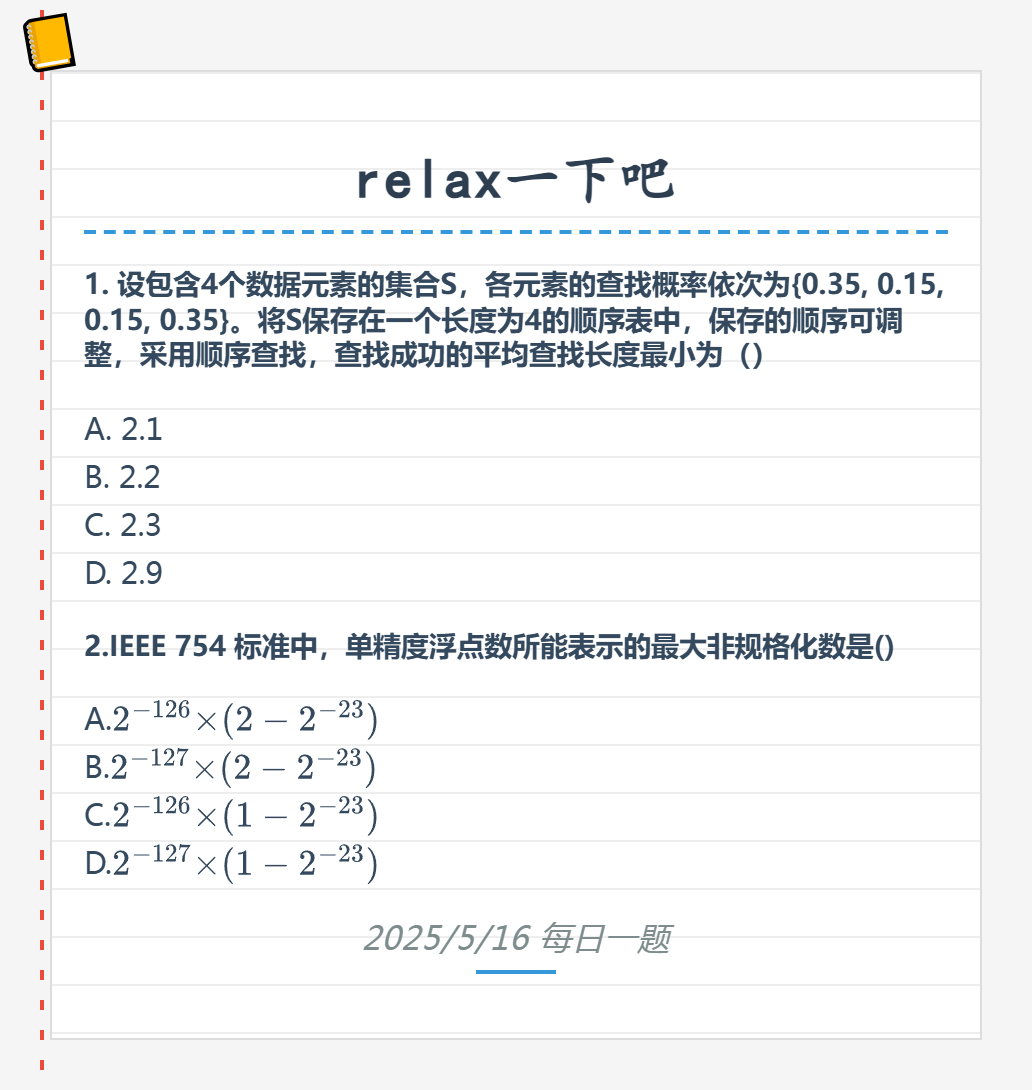 relax一下吧
1. 设包含4个数据元素的集合S，各元素的查找概率依次为{0.35, 0.15,
0.15, 0.35}。将S保存在一个长度为4的顺序表中，保存的顺序可调
整，采用顺序查找，查找成功的平均查找长度最小为（）
A. 2.1
B. 2.2
C. 2.3
D. 2.9
2.IEEE 754 标准中，单精度浮点数所能表示的最大非规格化数是()
A.2^{-126}×(2 − 2^{-23})
B.2^{-127}×(2 − 2^{-23})
C.2^{-126}×(1 − 2^{-23})
D.2^{-127}×(1 − 2^{-23})
2025/5/16 每日一题